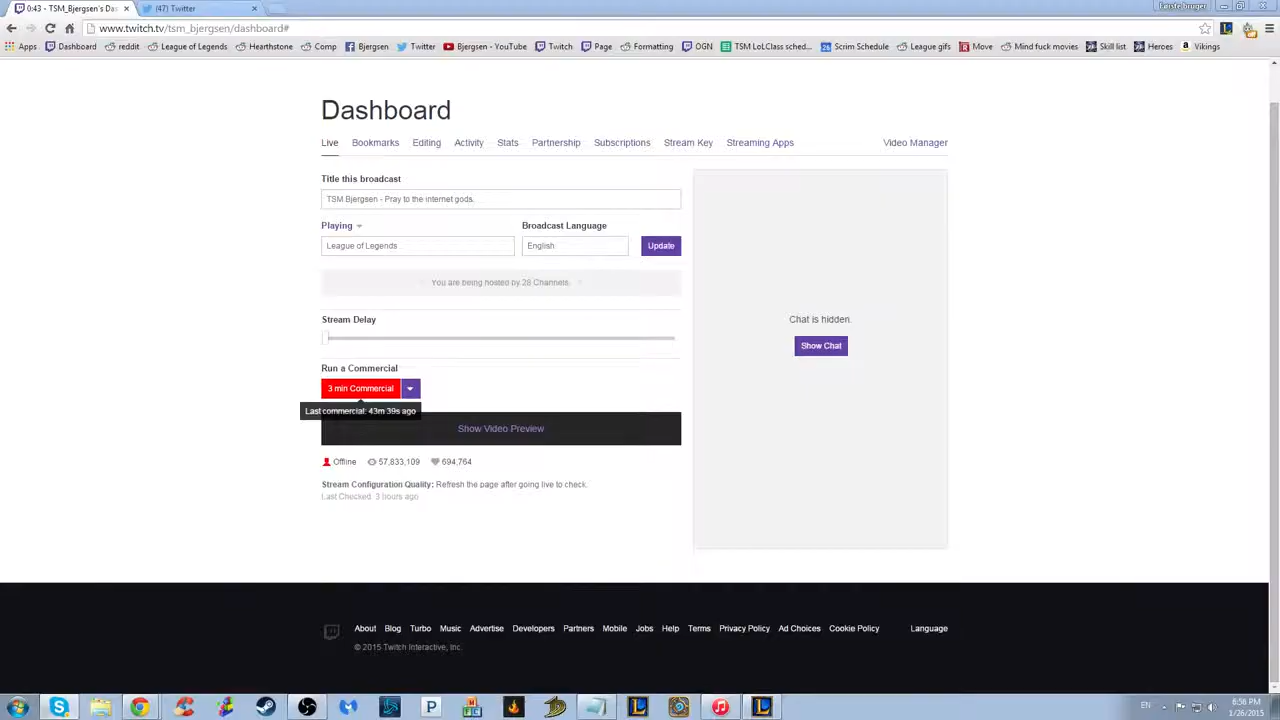 0:43 - TSM_Bjergsen's Das
(47) Twitter
www.twitch.tv/tsm_bjergsen/dashboard#
Apps Dashboard reddit League of Legends Hearthstone Comp Bjergsen Twitter Bjergsen - YouTube Twitch Page Formatting OGN TSM LoLClass sched... Scrim Schedule League gifs Move Mind fuck movies Skill list Heroes Vikings
Dashboard
Live Bookmarks Editing Activity Stats Partnership Subscriptions Stream Key Streaming Apps Video Manager
Title this broadcast
TSM Bjergsen - Pray to the internet gods.
Playing Broadcast Language
League of Legends English Update
You are being hosted by 28 Channels.
Stream Delay
Chat is hidden.
Show Chat
Run a Commercial
3 min Commercial
Last commercial: 43m 39s ago
Show Video Preview
Offline 57,833,109 694,764
Stream Configuration Quality: Refresh the page after going live to check.
Last Checked: 3 hours ago
About Blog Turbo Music Advertise Developers Partners Mobile Jobs Help Terms Privacy Policy Ad Choices Cookie Policy Language
© 2015 Twitch Interactive, Inc.
EN
6:56 PM
1/26/2015